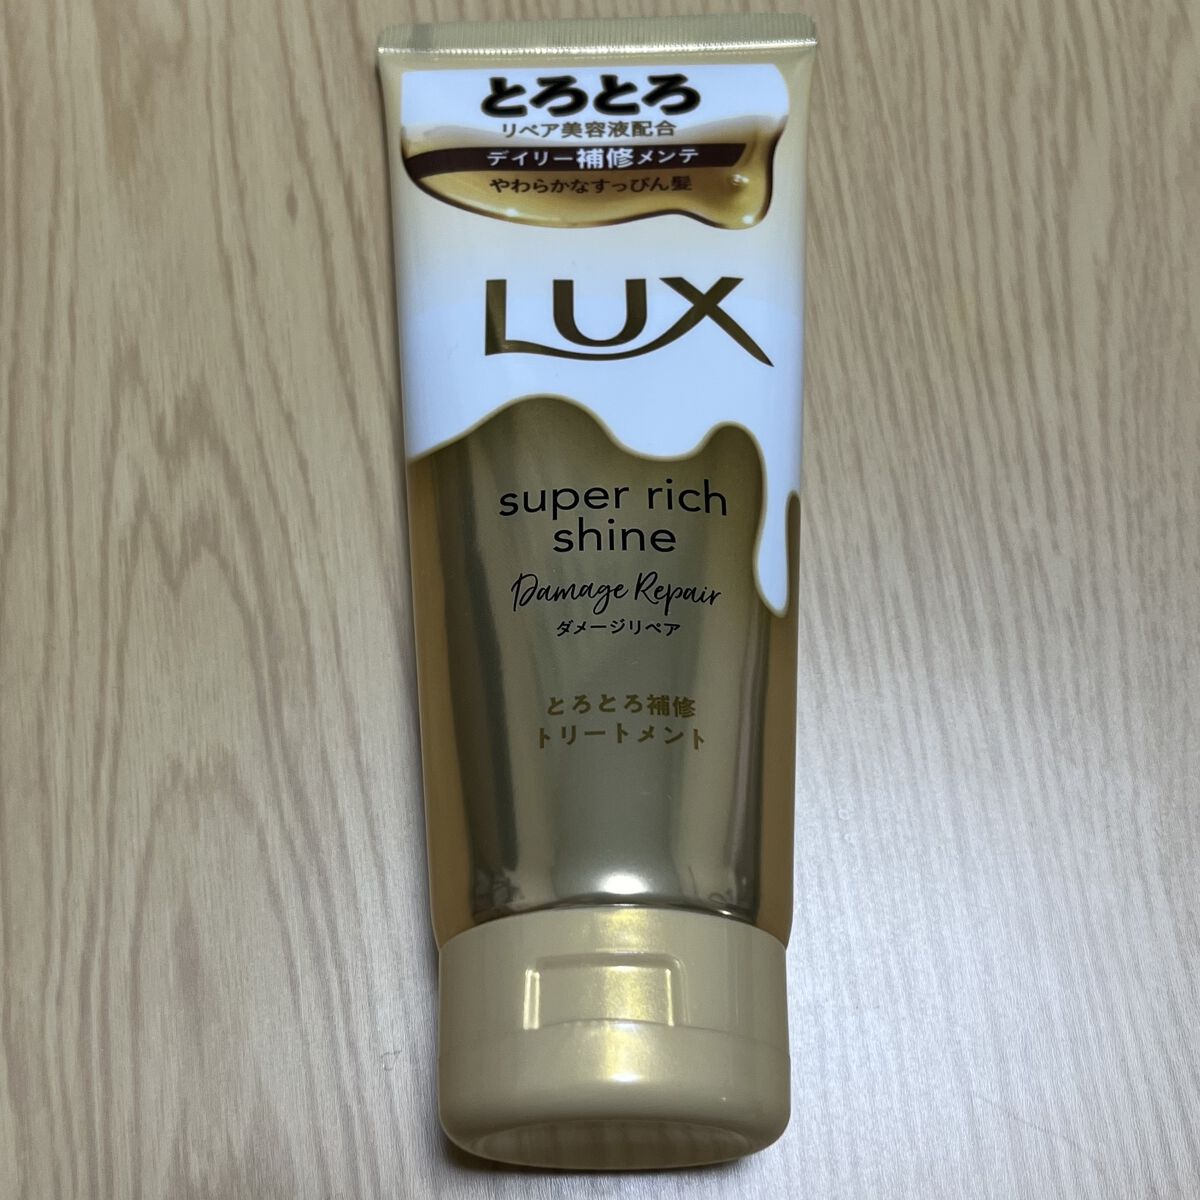 とろとろ
リペア美容液配合
デイリー補修メンテ
やわらかなすっぴん髪
LUX
super rich
shine
Damage Repair
ダメージリペア
とろとろ補修
トリートメント